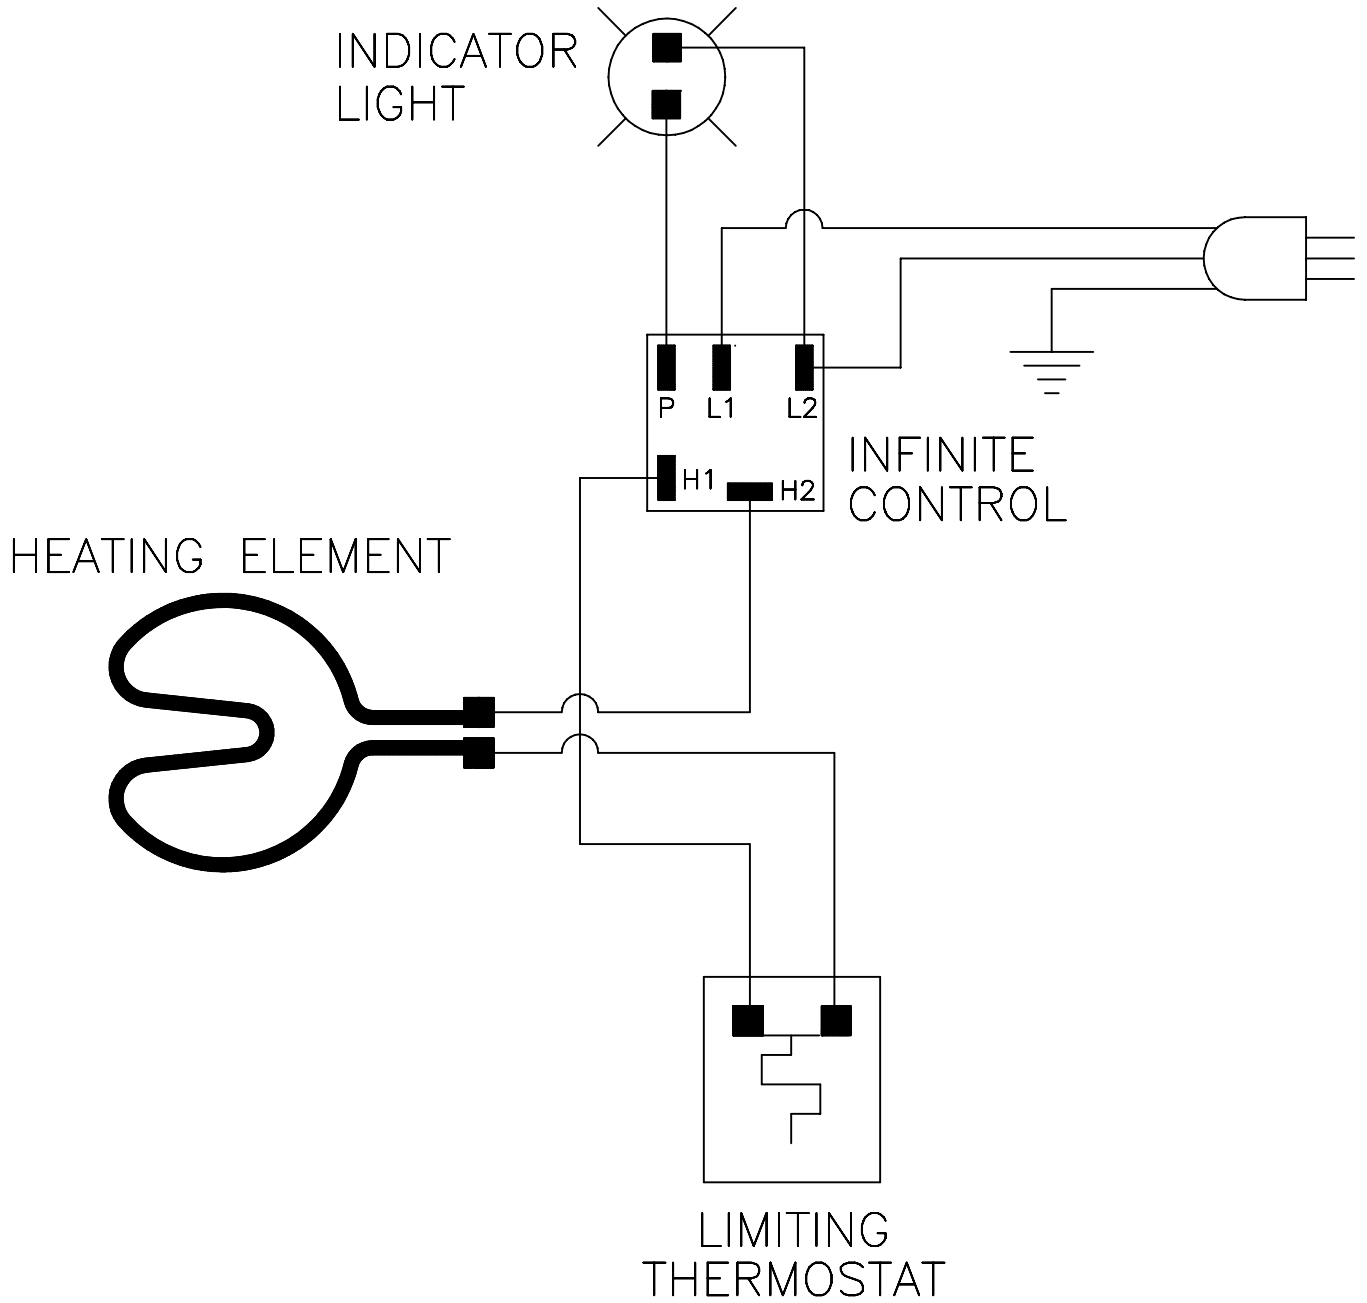 INDICATOR
LIGHT
P L1 L2
H1 H2
INFINITE
CONTROL
HEATING ELEMENT
LIMITING
THERMOSTAT